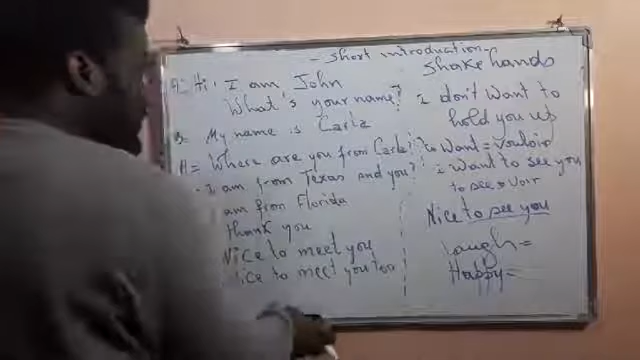 - Short introduction -
A= Hi! I am John
What's your name?
B= My name is Carla
A= Where are you from Carla?
- I am from Texas and you?
I am from Florida
thank you
Nice to meet you
Nice to meet you too
Shake hands
i don't want to
hold you up
to want = vouloir
i want to see you
to see = voir
Nice to see you
Laugh =
Happy =